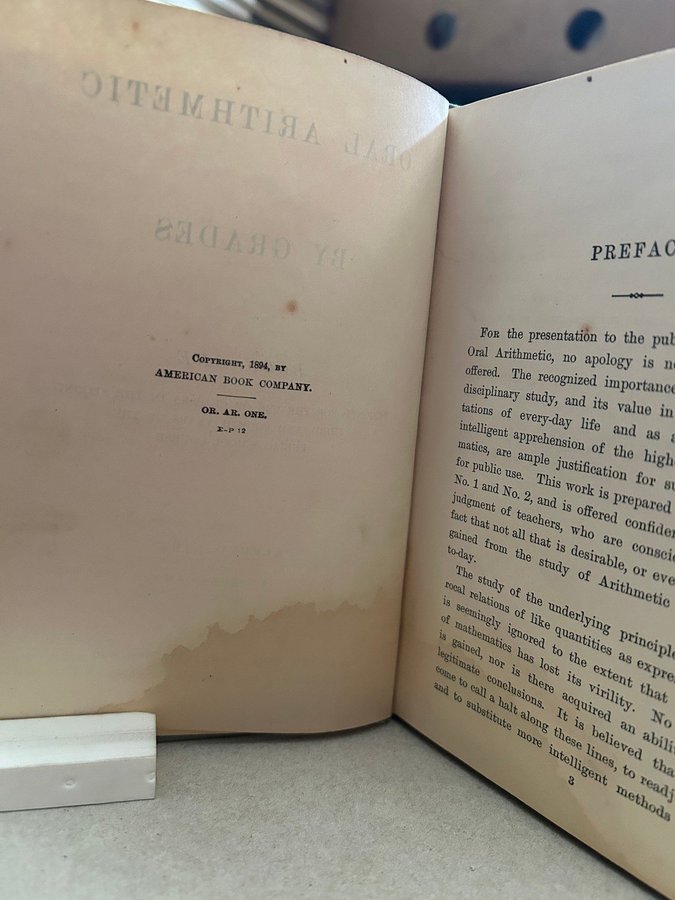 ORAL ARITHMETIC
BY GRADES
COPYRIGHT, 1894, BY
AMERICAN BOOK COMPANY.
OR. AR. ONE.
E-P 12
PREFAC
FOR the presentation to the pub
Oral Arithmetic, no apology is n
offered. The recognized importance
disciplinary study, and its value in
tations of every-day life and as a
intelligent apprehension of the high
matics, are ample justification for su
for public use. This work is prepared
No. 1 and No. 2, and is offered confiden
judgment of teachers, who are conscio
fact that not all that is desirable, or eve
gained from the study of Arithmetic
to-day.
The study of the underlying principle
rocal relations of like quantities as expre
is seemingly ignored to the extent that
of mathematics has lost its virility. No
is gained, nor is there acquired an abili
legitimate conclusions. It is believed tha
come to call a halt along these lines, to readj
and to substitute more intelligent methods
3